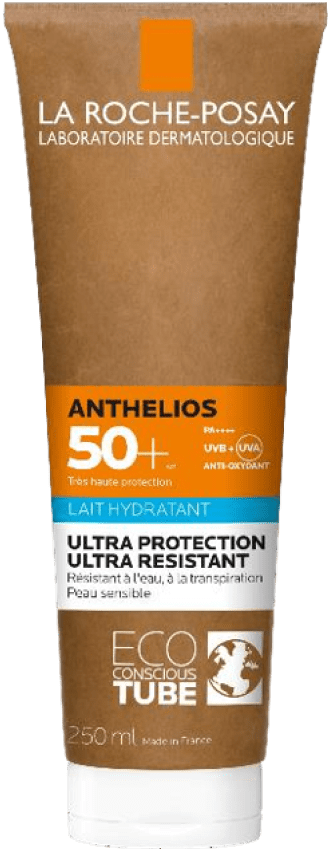 LA ROCHE-POSAY
LABORATOIRE DERMATOLOGIQUE
ANTHELIOS
50+
Très haute protection
PA++++
UVB + UVA
ANTI-OXYDANT
LAIT HYDRATANT
ULTRA PROTECTION
ULTRA RESISTANT
Résistant à l'eau, à la transpiration
Peau sensible
ECO
CONSCIOUS
TUBE
250 ml Made in France